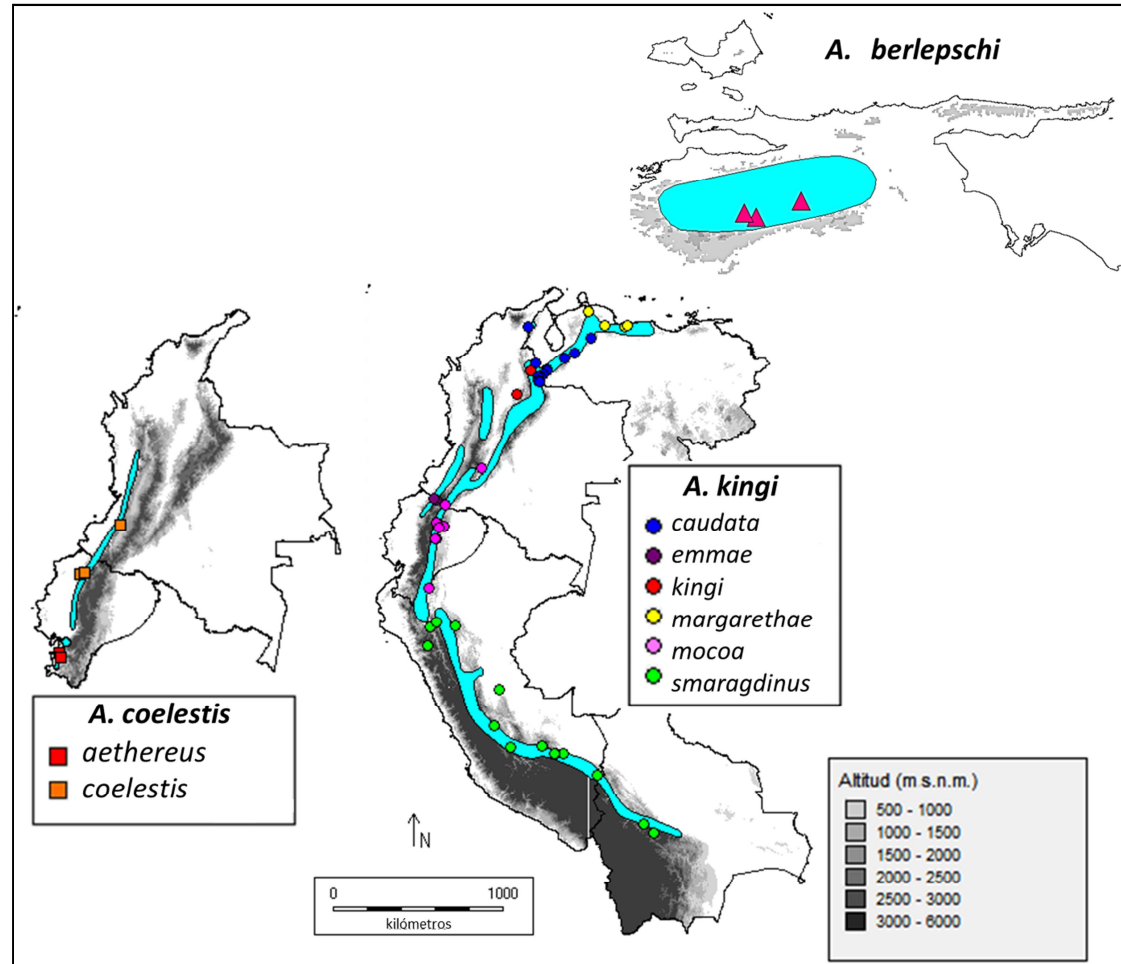 A. berlepschi
A. kingi
caudata
emmae
kingi
margarethae
mocoa
smaragdinus
A. coelestis
aethereus
coelestis
N
0 1000
kilómetros
Altitud (m s.n.m.)
500 - 1000
1000 - 1500
1500 - 2000
2000 - 2500
2500 - 3000
3000 - 6000